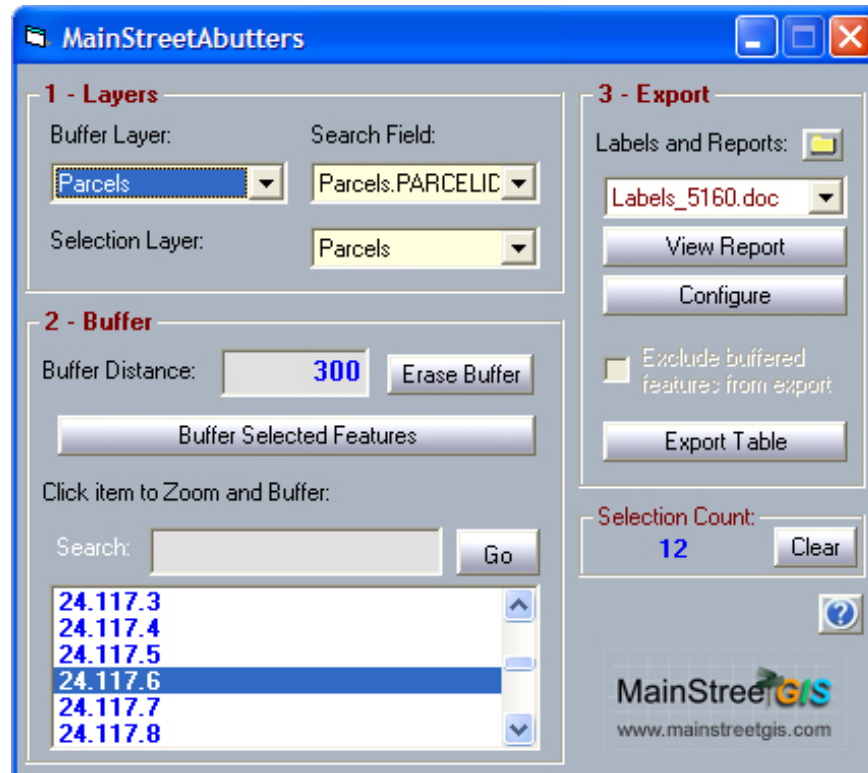 MainStreetAbutters
1 - Layers
Buffer Layer:
Search Field:
Parcels
Parcels.PARCELID
Selection Layer:
Parcels
2 - Buffer
Buffer Distance:
300
Erase Buffer
Buffer Selected Features
Click item to Zoom and Buffer:
Search:
Go
24.117.3
24.117.4
24.117.5
24.117.6
24.117.7
24.117.8
3 - Export
Labels and Reports:
Labels_5160.doc
View Report
Configure
Exclude buffered
features from export
Export Table
Selection Count:
12
Clear
?
MainStreetGIS
www.mainstreetgis.com